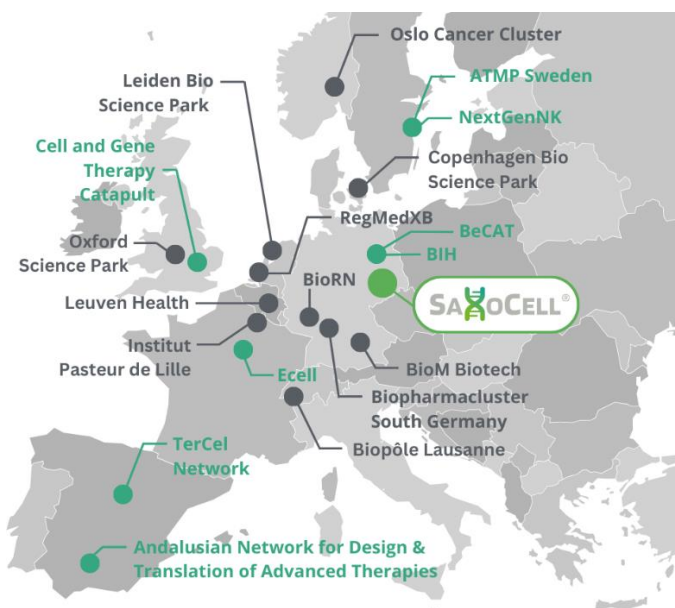 Oslo Cancer Cluster
ATMP Sweden
NextGenNK
Leiden Bio
Science Park
Cell and Gene
Therapy
Catapult
Copenhagen Bio
Science Park
RegMedXB
BeCAT
BIH
Oxford
Science Park
BioRN
SAXOCELL®
Leuven Health
Institut
Pasteur de Lille
Ecell
BioM Biotech
Biopharmacluster
South Germany
Biopôle Lausanne
TerCel
Network
Andalusian Network for Design &
Translation of Advanced Therapies